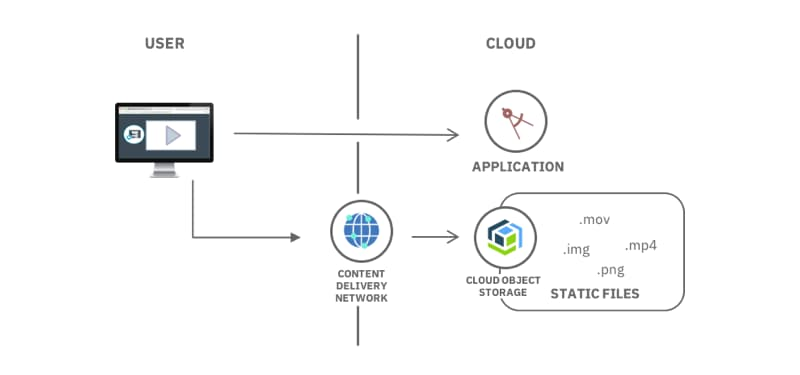 USER
CLOUD
APPLICATION
CONTENT
DELIVERY
NETWORK
CLOUD OBJECT
STORAGE
.mov
.img
.mp4
.png
STATIC FILES